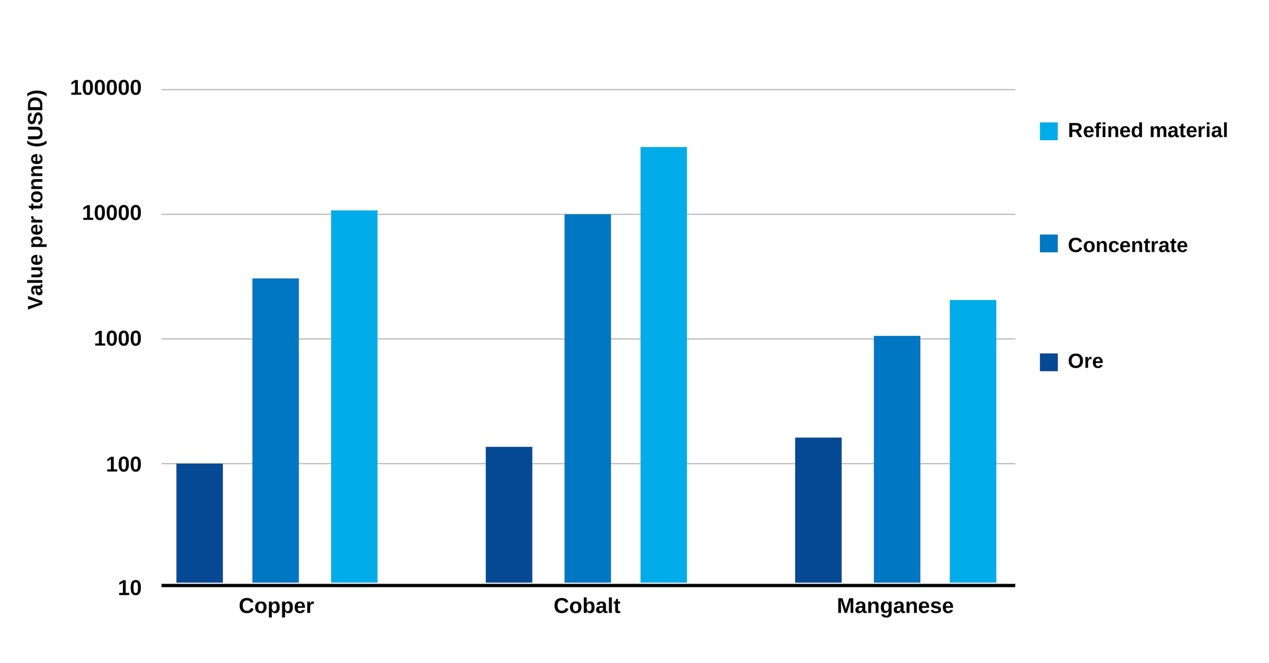 Value per tonne (USD)
100000
10000
1000
100
10
Copper
Cobalt
Manganese
Refined material
Concentrate
Ore